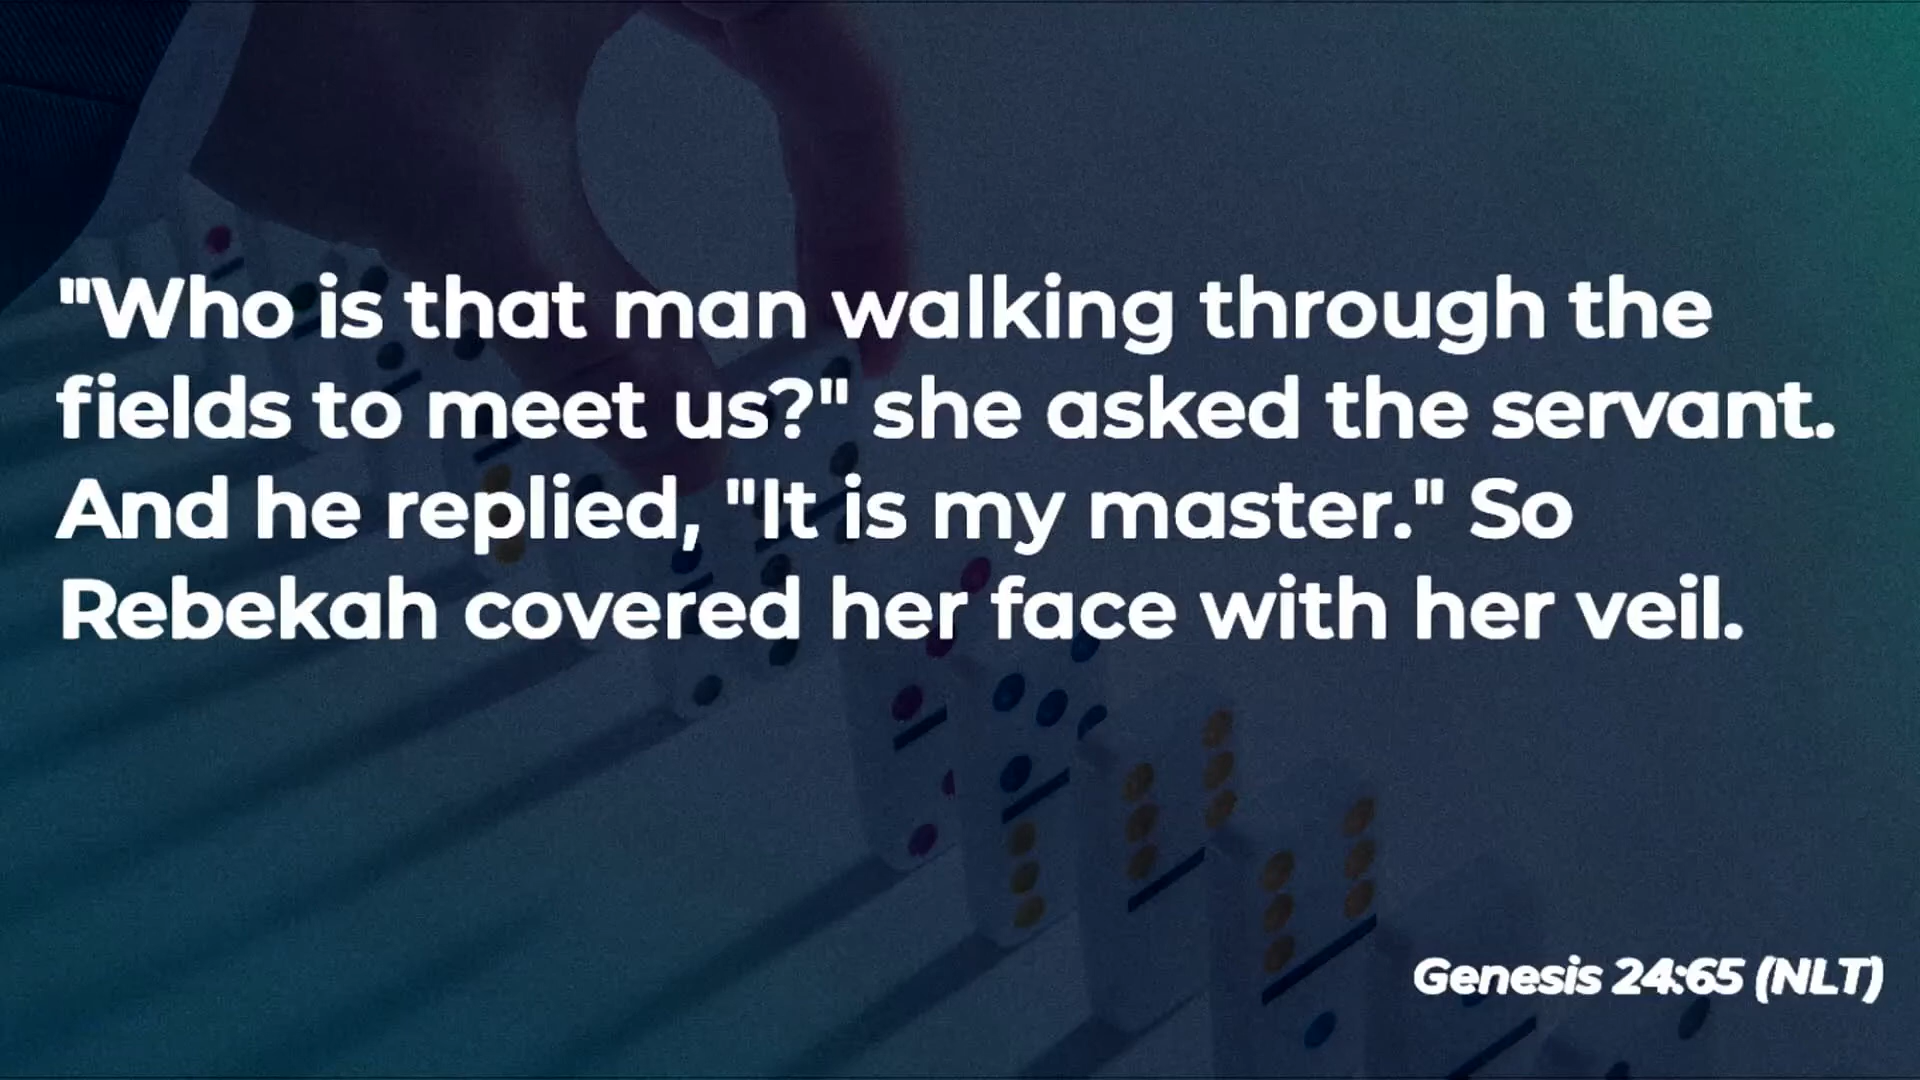 "Who is that man walking through the
fields to meet us?" she asked the servant.
And he replied, "It is my master." So
Rebekah covered her face with her veil.
Genesis 24:65 (NLT)